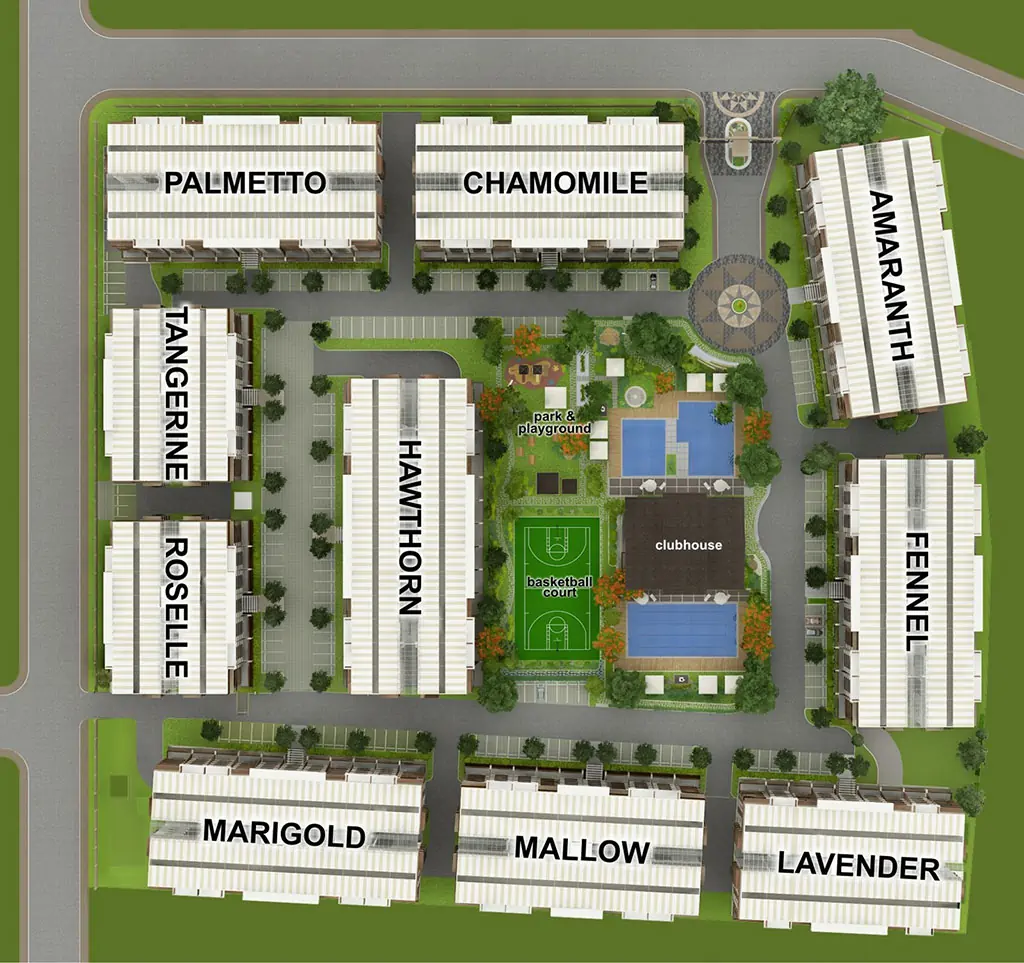 PALMETTO
CHAMOMILE
AMARANTH
TANGERINE
HAWTHORN
park &
playground
ROSELLE
basketball
court
clubhouse
FENNEL
MARIGOLD
MALLOW
LAVENDER